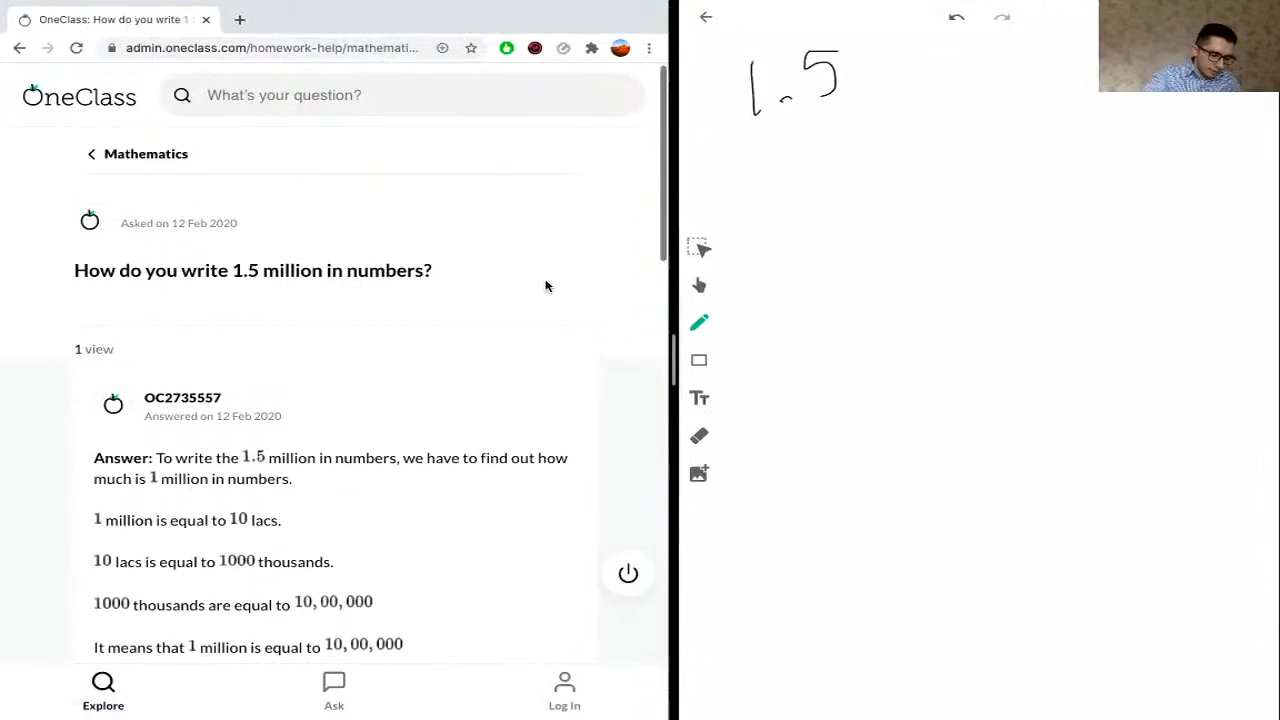 OneClass: How do you write 1
admin.oneclass.com/homework-help/mathemati...
OneClass
What's your question?
Mathematics
Asked on 12 Feb 2020
How do you write 1.5 million in numbers?
1 view
OC2735557
Answered on 12 Feb 2020
Answer: To write the 1.5 million in numbers, we have to find out how
much is 1 million in numbers.
1 million is equal to 10 lacs.
10 lacs is equal to 1000 thousands.
1000 thousands are equal to 10, 00, 000
It means that 1 million is equal to 10, 00, 000
Explore
Ask
Log In
1.5
TT